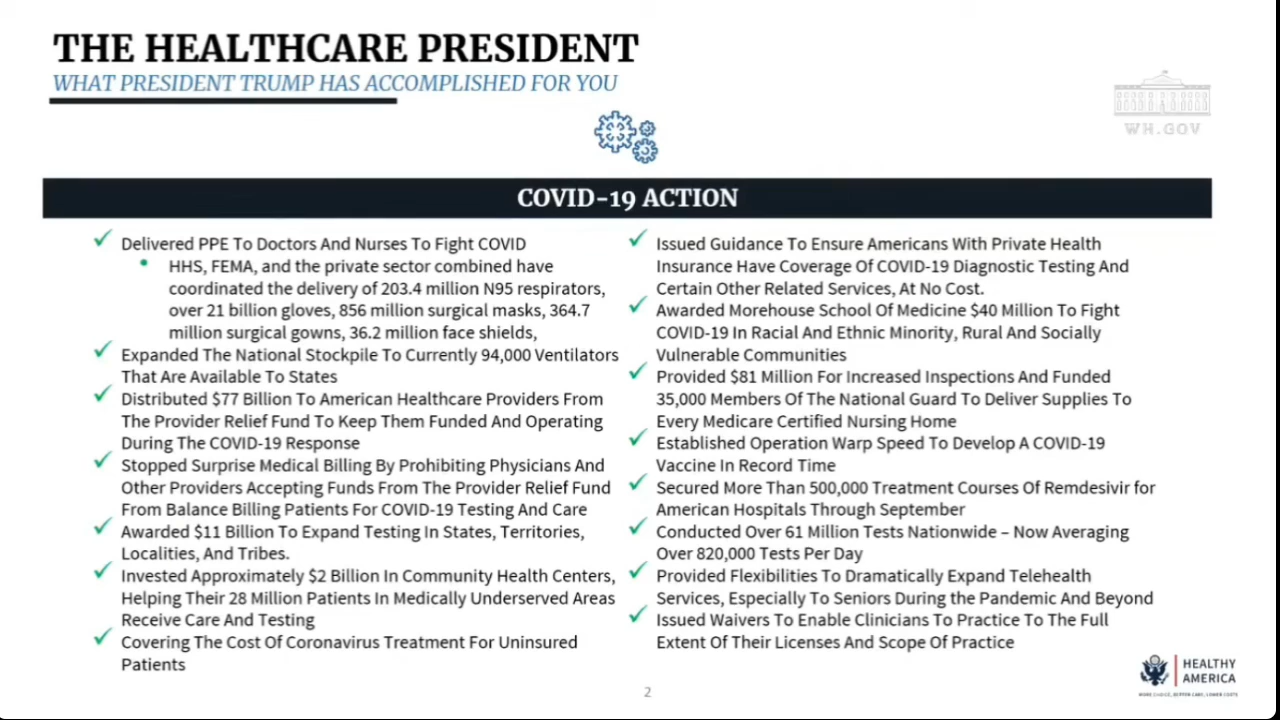 THE HEALTHCARE PRESIDENT
WHAT PRESIDENT TRUMP HAS ACCOMPLISHED FOR YOU
WH.GOV
COVID-19 ACTION
Delivered PPE To Doctors And Nurses To Fight COVID
HHS, FEMA, and the private sector combined have
coordinated the delivery of 203.4 million N95 respirators,
over 21 billion gloves, 856 million surgical masks, 364.7
million surgical gowns, 36.2 million face shields,
Expanded The National Stockpile To Currently 94,000 Ventilators
That Are Available To States
Distributed $77 Billion To American Healthcare Providers From
The Provider Relief Fund To Keep Them Funded And Operating
During The COVID-19 Response
Stopped Surprise Medical Billing By Prohibiting Physicians And
Other Providers Accepting Funds From The Provider Relief Fund
From Balance Billing Patients For COVID-19 Testing And Care
Awarded $11 Billion To Expand Testing In States, Territories,
Localities, And Tribes.
Invested Approximately $2 Billion In Community Health Centers,
Helping Their 28 Million Patients In Medically Underserved Areas
Receive Care And Testing
Covering The Cost Of Coronavirus Treatment For Uninsured
Patients
Issued Guidance To Ensure Americans With Private Health
Insurance Have Coverage Of COVID-19 Diagnostic Testing And
Certain Other Related Services, At No Cost.
Awarded Morehouse School Of Medicine $40 Million To Fight
COVID-19 In Racial And Ethnic Minority, Rural And Socially
Vulnerable Communities
Provided $81 Million For Increased Inspections And Funded
35,000 Members Of The National Guard To Deliver Supplies To
Every Medicare Certified Nursing Home
Established Operation Warp Speed To Develop A COVID-19
Vaccine In Record Time
Secured More Than 500,000 Treatment Courses Of Remdesivir for
American Hospitals Through September
Conducted Over 61 Million Tests Nationwide – Now Averaging
Over 820,000 Tests Per Day
Provided Flexibilities To Dramatically Expand Telehealth
Services, Especially To Seniors During the Pandemic And Beyond
Issued Waivers To Enable Clinicians To Practice To The Full
Extent Of Their Licenses And Scope Of Practice
2
HEALTHY
AMERICA
MORE CHOICE, BETTER CARE, LOWER COSTS